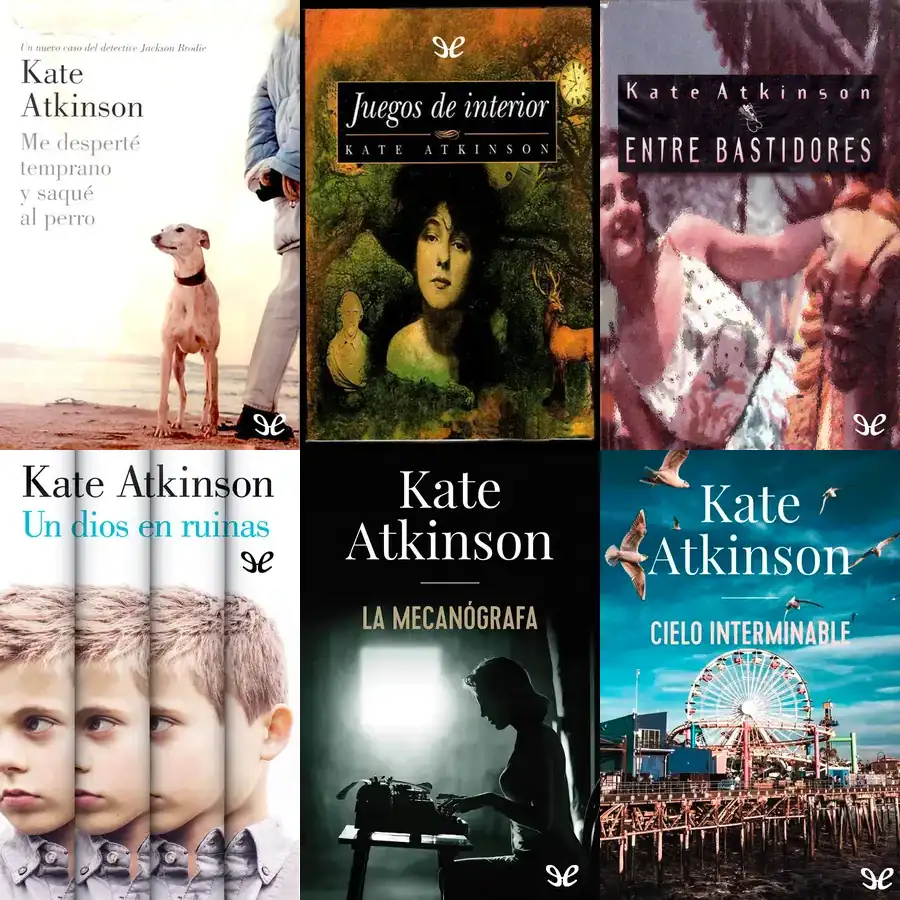 Un nuevo caso del detective Jackson Brodie
Kate
Atkinson
Me desperté
temprano
y saqué
al perro
Juegos de interior
KATE ATKINSON
Kate Atkinson
ENTRE BASTIDORES
Kate Atkinson
Un dios en ruinas
Kate
Atkinson
LA MECANÓGRAFA
Kate
Atkinson
CIELO INTERMINABLE